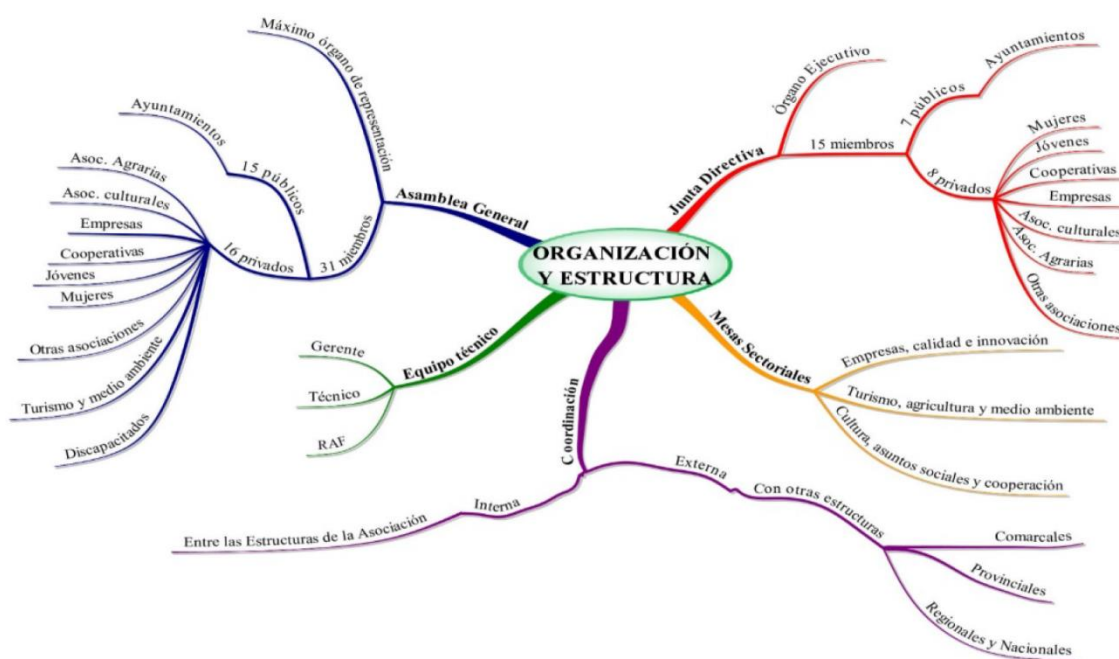 ORGANIZACIÓN
Y ESTRUCTURA
Asamblea General
Máximo órgano de representación
31 miembros
15 públicos
Ayuntamientos
16 privados
Asoc. Agrarias
Asoc. culturales
Empresas
Cooperativas
Jóvenes
Mujeres
Otras asociaciones
Turismo y medio ambiente
Discapacitados
Junta Directiva
Órgano Ejecutivo
15 miembros
7 públicos
Ayuntamientos
8 privados
Mujeres
Jóvenes
Cooperativas
Empresas
Asoc. culturales
Asoc. Agrarias
Otras asociaciones
Equipo técnico
Gerente
Técnico
RAF
Mesas Sectoriales
Empresas, calidad e innovación
Turismo, agricultura y medio ambiente
Cultura, asuntos sociales y cooperación
Coordinación
Interna
Entre las Estructuras de la Asociación
Externa
Con otras estructuras
Comarcales
Provinciales
Regionales y Nacionales